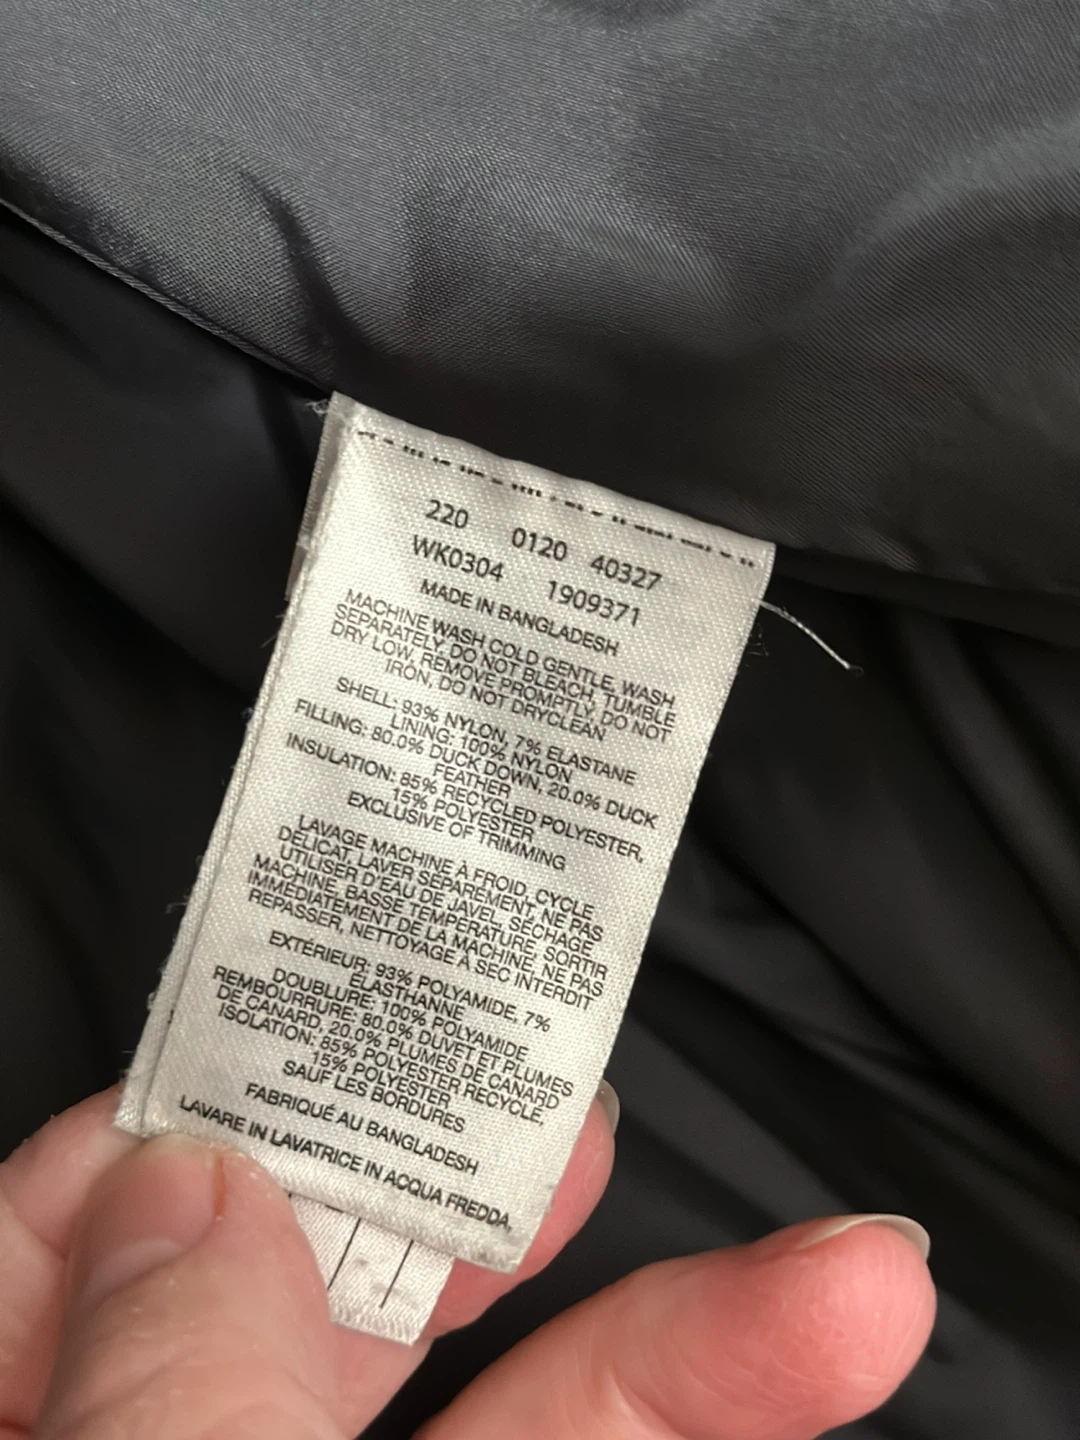 220 0120 40327
WK0304 1909371
MADE IN BANGLADESH
MACHINE WASH COLD GENTLE, WASH
SEPARATELY, DO NOT BLEACH, TUMBLE
DRY LOW, REMOVE PROMPTLY, DO NOT
IRON, DO NOT DRYCLEAN
SHELL: 93% NYLON, 7% ELASTANE
LINING: 100% NYLON
FILLING: 80.0% DUCK DOWN, 20.0% DUCK
FEATHER
INSULATION: 85% RECYCLED POLYESTER,
15% POLYESTER
EXCLUSIVE OF TRIMMING
LAVAGE MACHINE À FROID, CYCLE
DÉLICAT, LAVER SÉPARÉMENT, NE PAS
UTILISER D'EAU DE JAVEL, SÉCHAGE
MACHINE, BASSE TEMPÉRATURE, SORTIR
IMMÉDIATEMENT DE LA MACHINE, NE PAS
REPASSER, NETTOYAGE À SEC INTERDIT
EXTÉRIEUR: 93% POLYAMIDE, 7%
ÉLASTHANNE
DOUBLURE: 100% POLYAMIDE
REMBOURRURE: 80.0% DUVET ET PLUMES
DE CANARD, 20.0% PLUMES DE CANARD
ISOLATION: 85% POLYESTER RECYCLÉ,
15% POLYESTER
SAUF LES BORDURES
FABRIQUÉ AU BANGLADESH
LAVARE IN LAVATRICE IN ACQUA FREDDA,